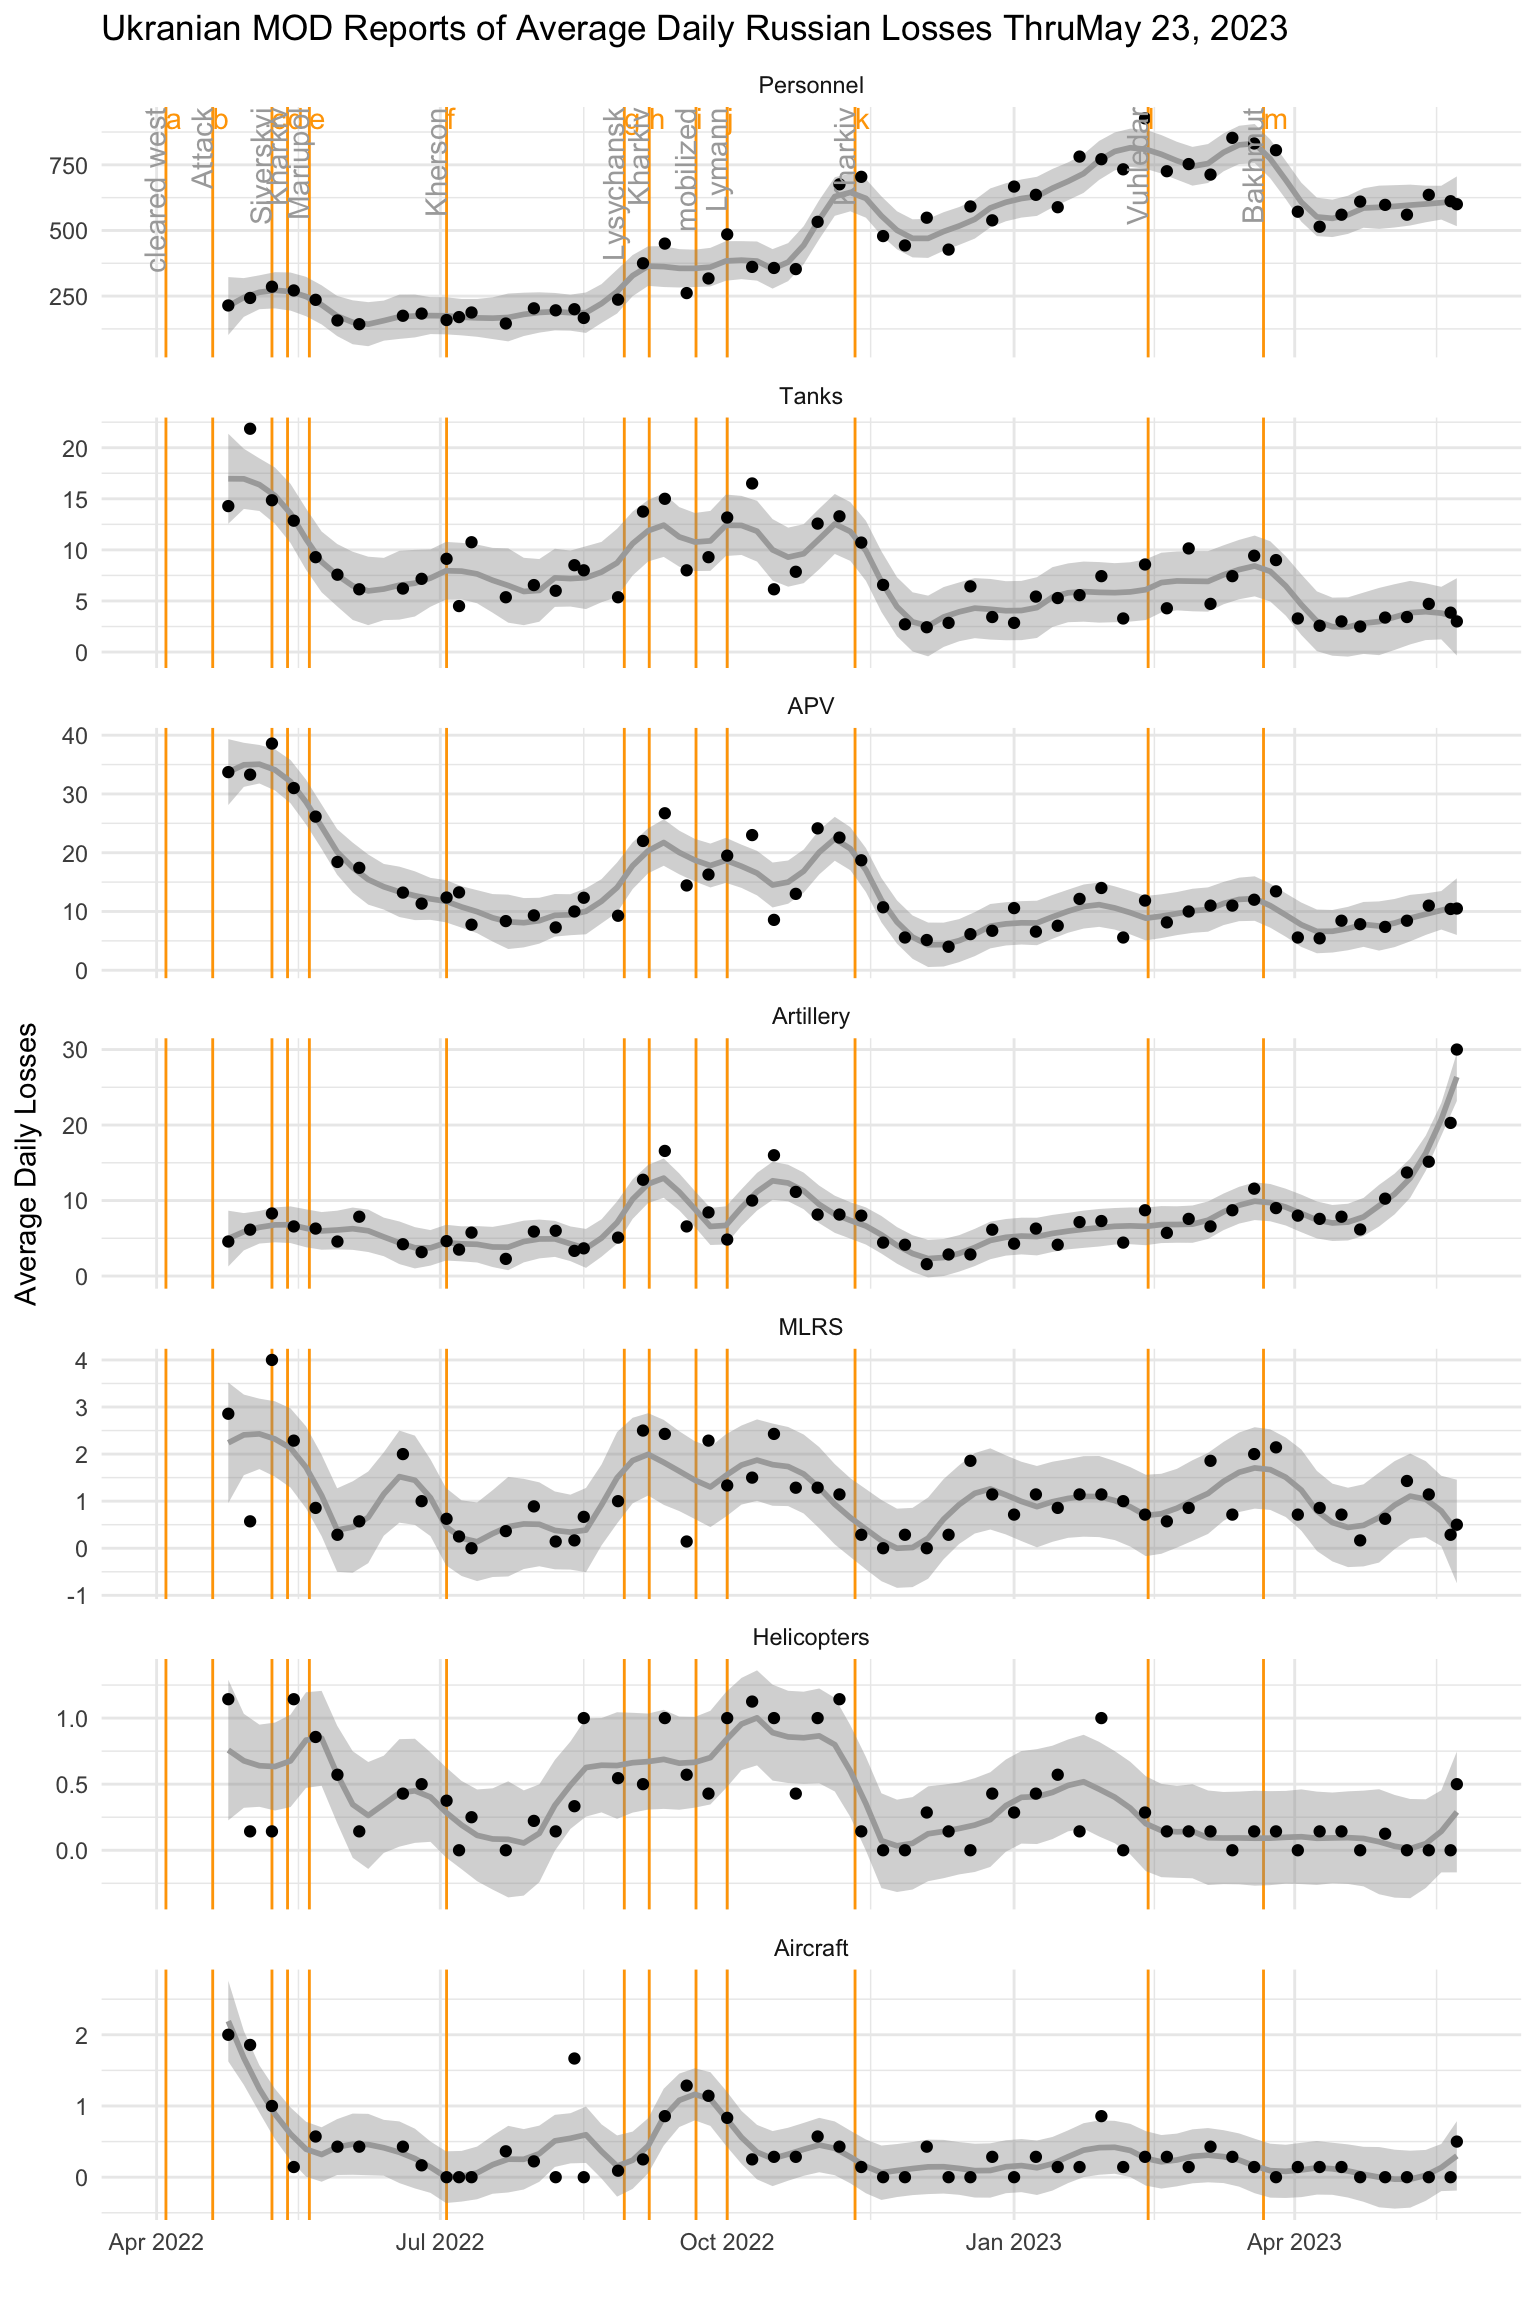 Ukranian MOD Reports of Average Daily Russian Losses ThruMay 23, 2023
Personnel
cleared west
a
Attack
b
Siverskyi
c
Kharkiv
d
Mariupol
e
Kherson
f
Lysychansk
g
Kharkiv
h
mobilized
i
Lymann
j
Kharkiv
k
Vuhledar
l
Bakhmut
m
750
500
250
Tanks
20
15
10
5
0
APV
40
30
20
10
0
Artillery
30
20
10
0
MLRS
4
3
2
1
0
-1
Helicopters
1.0
0.5
0.0
Aircraft
2
1
0
Average Daily Losses
Apr 2022
Jul 2022
Oct 2022
Jan 2023
Apr 2023